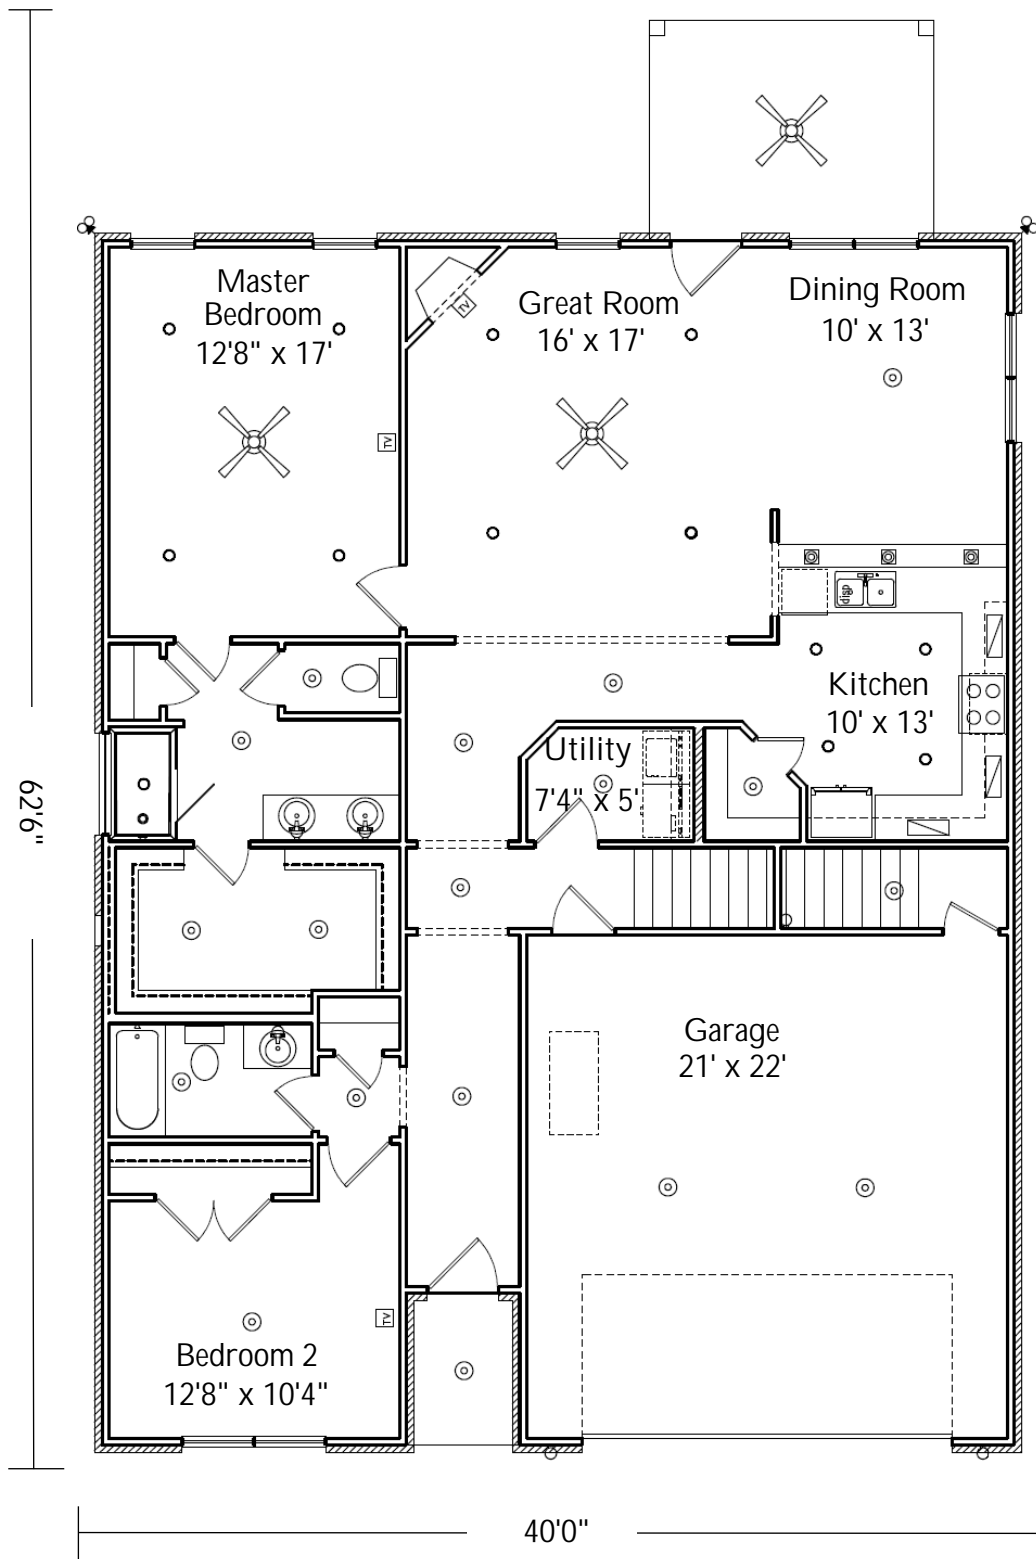 Master
Bedroom
12'8" x 17'
Great Room
16' x 17'
Dining Room
10' x 13'
TV
TV
disp
Kitchen
10' x 13'
Utility
7'4" x 5'
62'6"
Garage
21' x 22'
TV
Bedroom 2
12'8" x 10'4"
40'0"